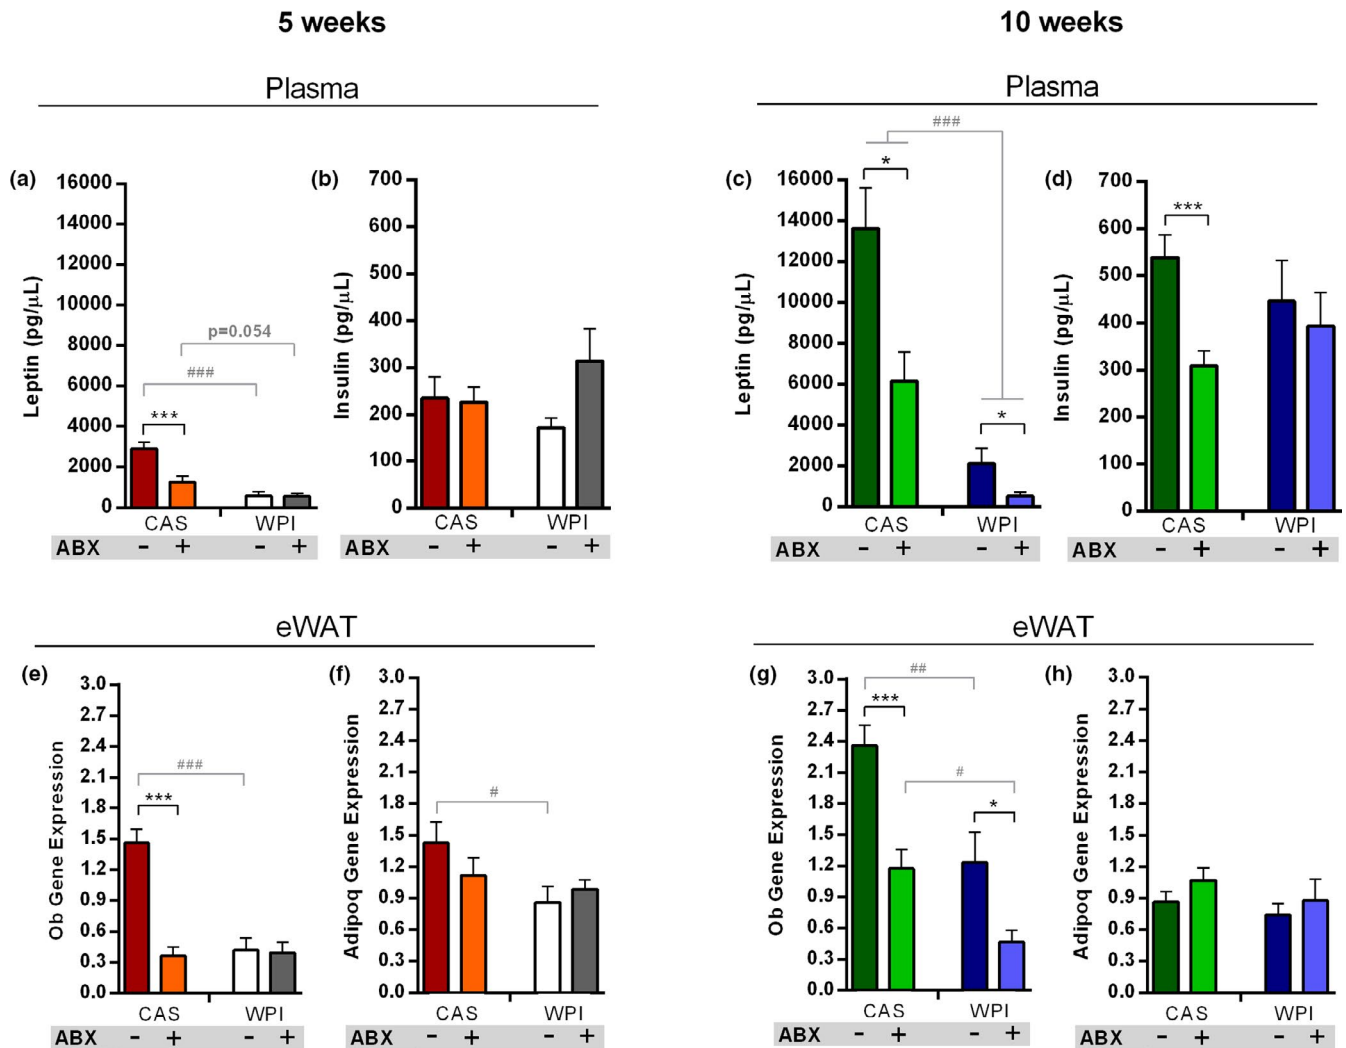 5 weeks
10 weeks
Plasma
Plasma
(a)
Leptin (pg/μL)
16000
14000
12000
10000
8000
6000
4000
2000
0
p=0.054
###
***
CAS WPI
ABX - + - +
(b)
Insulin (pg/μL)
700
600
500
400
300
200
100
0
CAS WPI
- + - +
(c)
Leptin (pg/μL)
16000
14000
12000
10000
8000
6000
4000
2000
0
###
*
*
CAS WPI
ABX - + - +
(d)
Insulin (pg/μL)
700
600
500
400
300
200
100
0
***
CAS WPI
- + - +
eWAT
eWAT
(e)
Ob Gene Expression
3.0
2.7
2.4
2.1
1.8
1.5
1.2
0.9
0.6
0.3
0.0
###
***
CAS WPI
ABX - + - +
(f)
Adipoq Gene Expression
3.0
2.7
2.4
2.1
1.8
1.5
1.2
0.9
0.6
0.3
0.0
#
CAS WPI
- + - +
(g)
Ob Gene Expression
3.0
2.7
2.4
2.1
1.8
1.5
1.2
0.9
0.6
0.3
0.0
##
***
#
*
CAS WPI
ABX - + - +
(h)
Adipoq Gene Expression
3.0
2.7
2.4
2.1
1.8
1.5
1.2
0.9
0.6
0.3
0.0
CAS WPI
- + - +